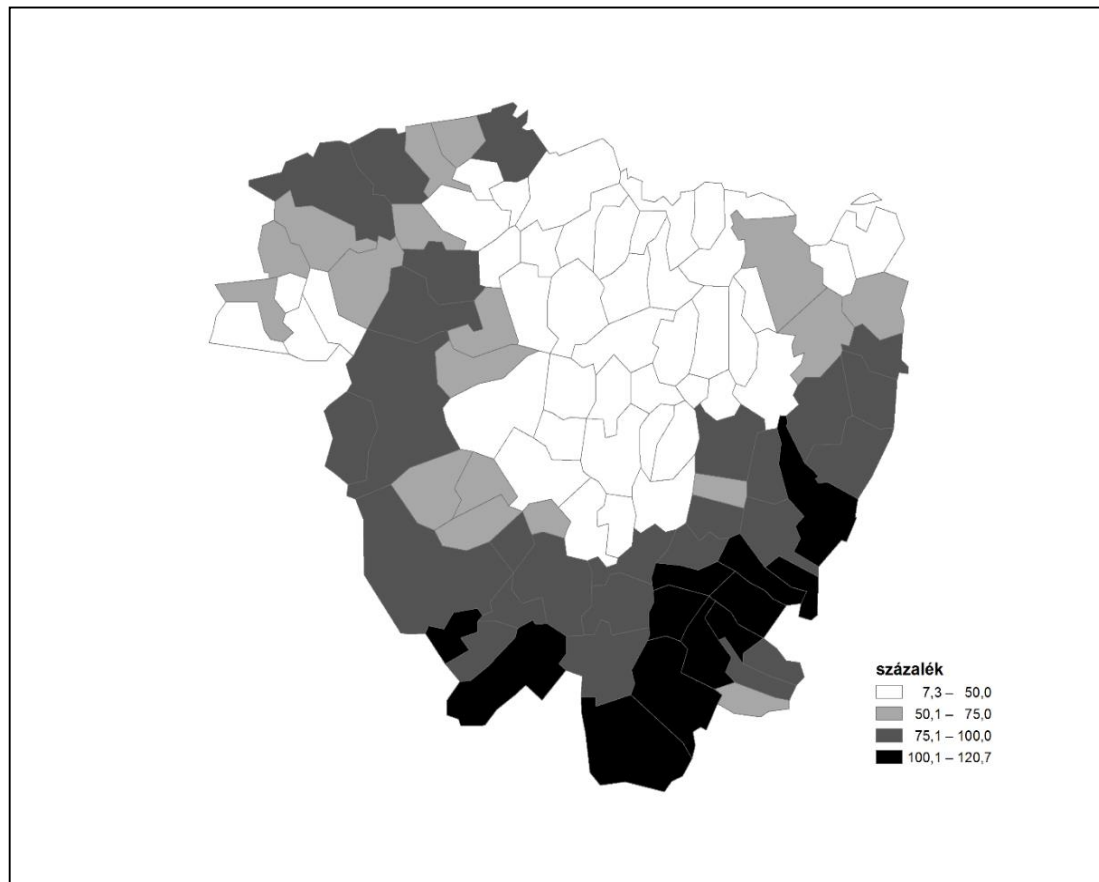 százalék
7,3 – 50,0
50,1 – 75,0
75,1 – 100,0
100,1 – 120,7